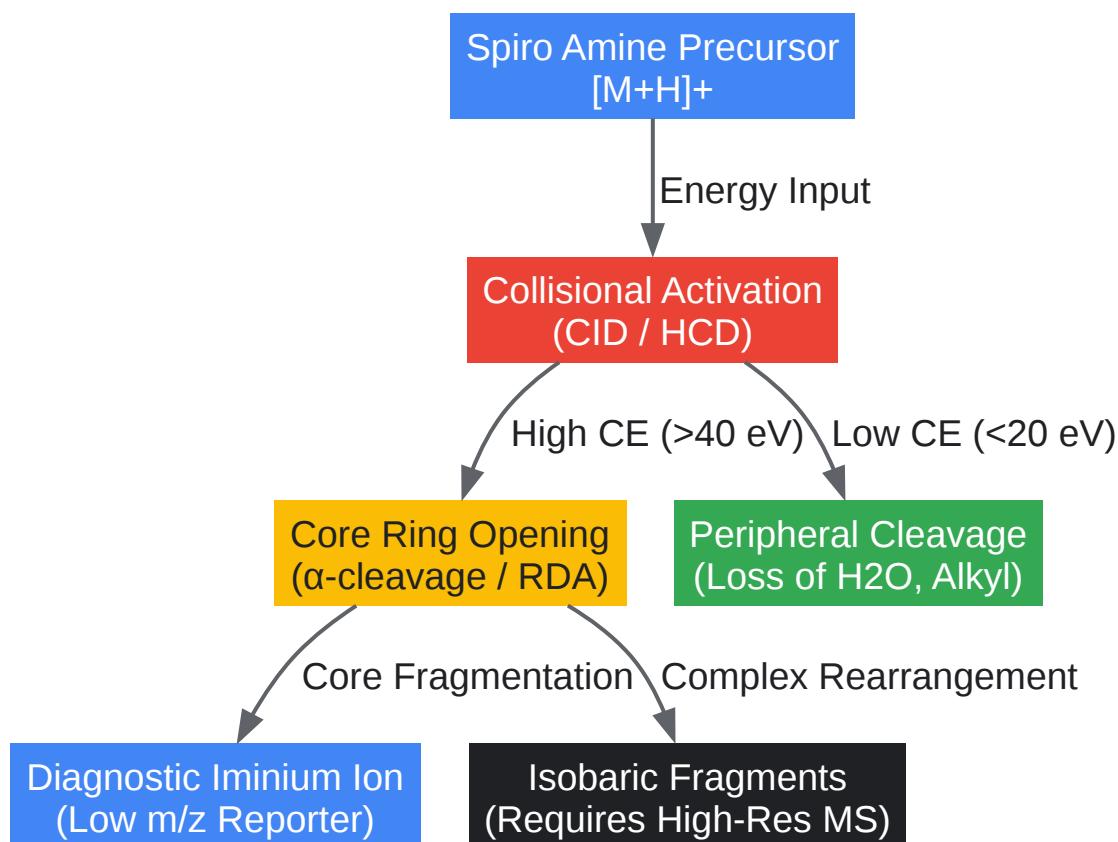 Spiro Amine Precursor
[M+H]+
Energy Input
Collisional Activation
(CID / HCD)
High CE (>40 eV)
Low CE (<20 eV)
Core Ring Opening
(α-cleavage / RDA)
Peripheral Cleavage
(Loss of H2O, Alkyl)
Core Fragmentation
Complex Rearrangement
Diagnostic Iminium Ion
(Low m/z Reporter)
Isobaric Fragments
(Requires High-Res MS)